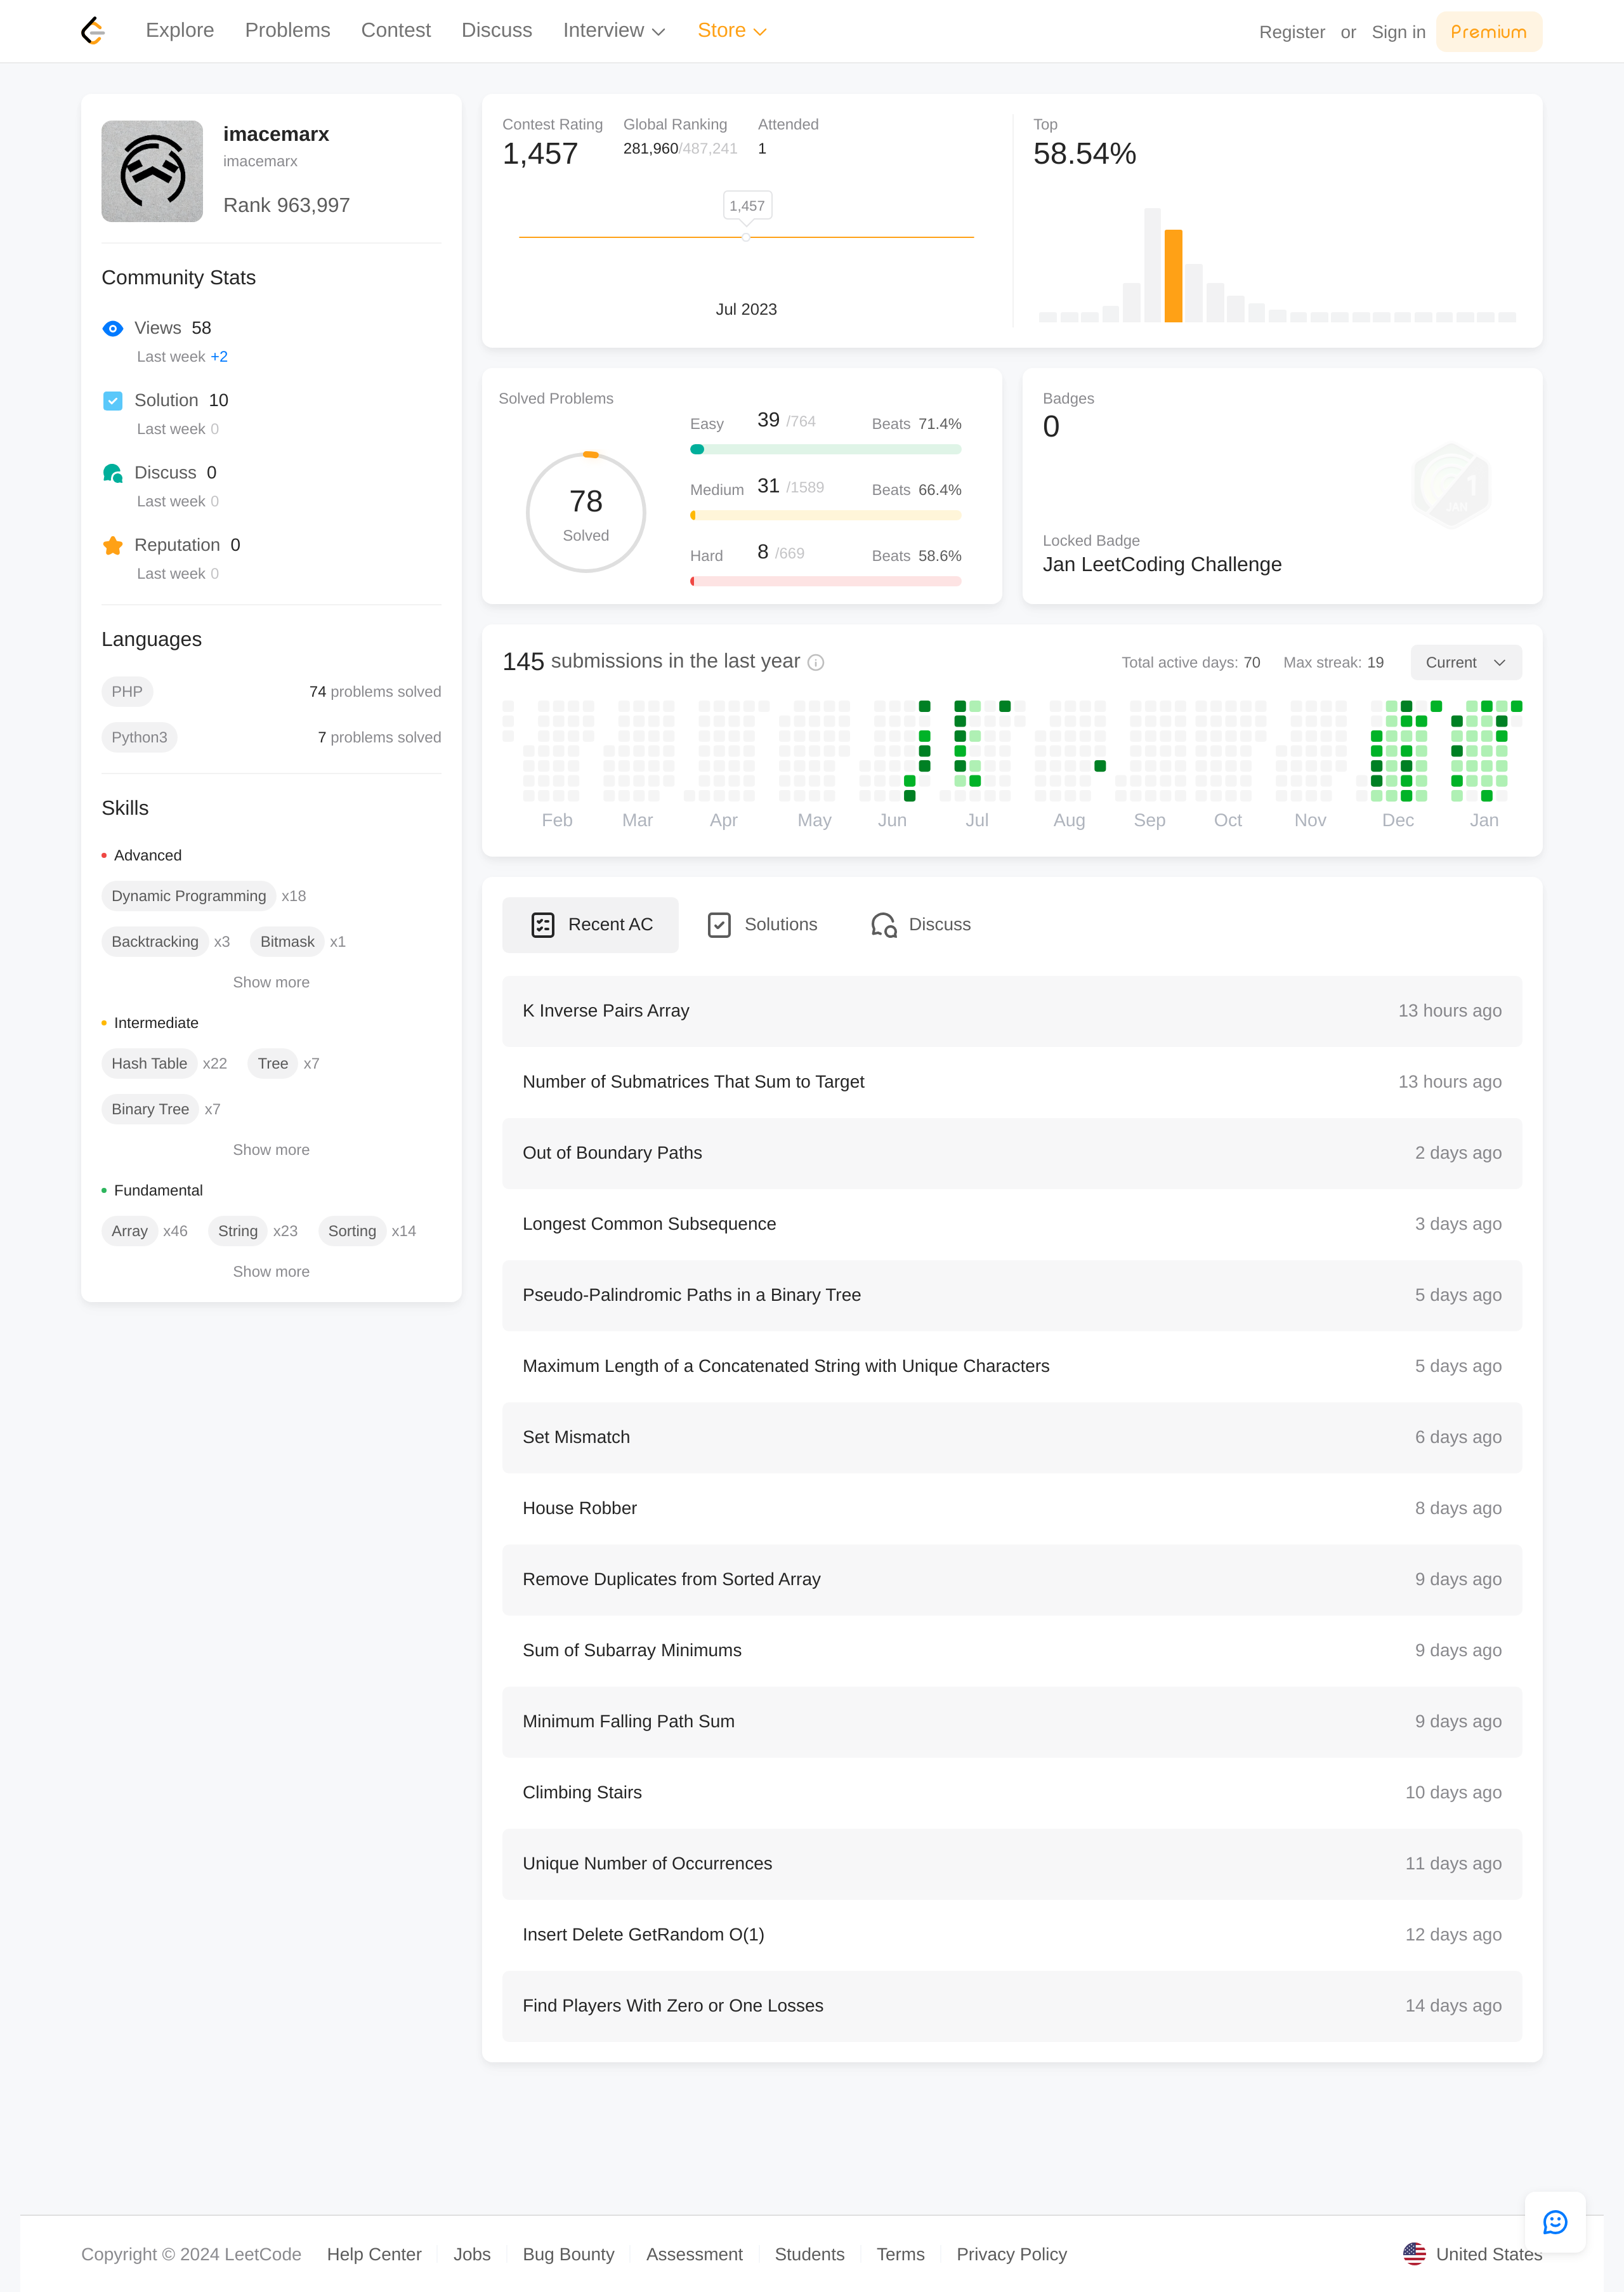 Explore Problems Contest Discuss Interview Store Register or Sign in Premium
imacemarx
imacemarx
Rank 963,997
Community Stats
Views 58
Last week +2
Solution 10
Last week 0
Discuss 0
Last week 0
Reputation 0
Last week 0
Languages
PHP 74 problems solved
Python3 7 problems solved
Skills
Advanced
Dynamic Programming x18
Backtracking x3 Bitmask x1
Show more
Intermediate
Hash Table x22 Tree x7
Binary Tree x7
Show more
Fundamental
Array x46 String x23 Sorting x14
Show more
Contest Rating Global Ranking Attended
1,457 281,960/487,241 1
1,457
Jul 2023
Top
58.54%
Solved Problems
78
Solved
Easy 39 /764 Beats 71.4%
Medium 31 /1589 Beats 66.4%
Hard 8 /669 Beats 58.6%
Badges
0
1
JAN
Locked Badge
Jan LeetCoding Challenge
145 submissions in the last year Total active days: 70 Max streak: 19 Current
Feb Mar Apr May Jun Jul Aug Sep Oct Nov Dec Jan
Recent AC Solutions Discuss
K Inverse Pairs Array 13 hours ago
Number of Submatrices That Sum to Target 13 hours ago
Out of Boundary Paths 2 days ago
Longest Common Subsequence 3 days ago
Pseudo-Palindromic Paths in a Binary Tree 5 days ago
Maximum Length of a Concatenated String with Unique Characters 5 days ago
Set Mismatch 6 days ago
House Robber 8 days ago
Remove Duplicates from Sorted Array 9 days ago
Sum of Subarray Minimums 9 days ago
Minimum Falling Path Sum 9 days ago
Climbing Stairs 10 days ago
Unique Number of Occurrences 11 days ago
Insert Delete GetRandom O(1) 12 days ago
Find Players With Zero or One Losses 14 days ago
Copyright © 2024 LeetCode Help Center Jobs Bug Bounty Assessment Students Terms Privacy Policy United States